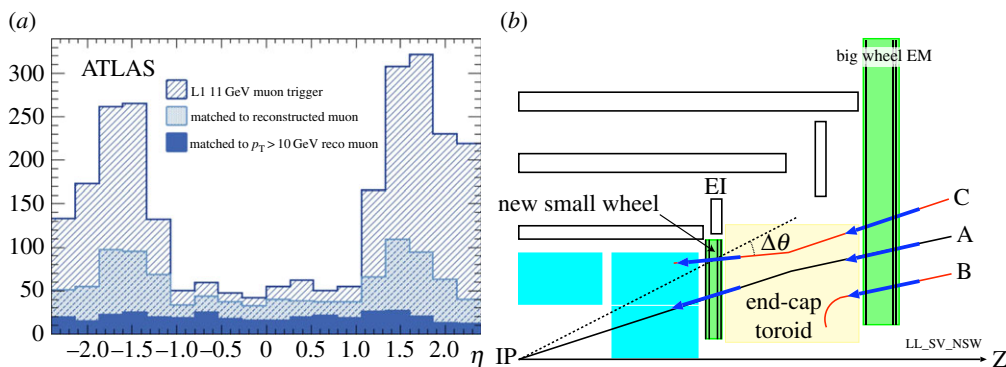 (a)
ATLAS
L1 11 GeV muon trigger
matched to reconstructed muon
matched to pT > 10 GeV reco muon
300
250
200
150
100
50
0
−2.0 −1.5 −1.0 −0.5 0 0.5 1.0 1.5 2.0 η
(b)
big wheel EM
EI
new small wheel
Δθ
C
A
B
end-cap
toroid
LL_SV_NSW
IP
Z